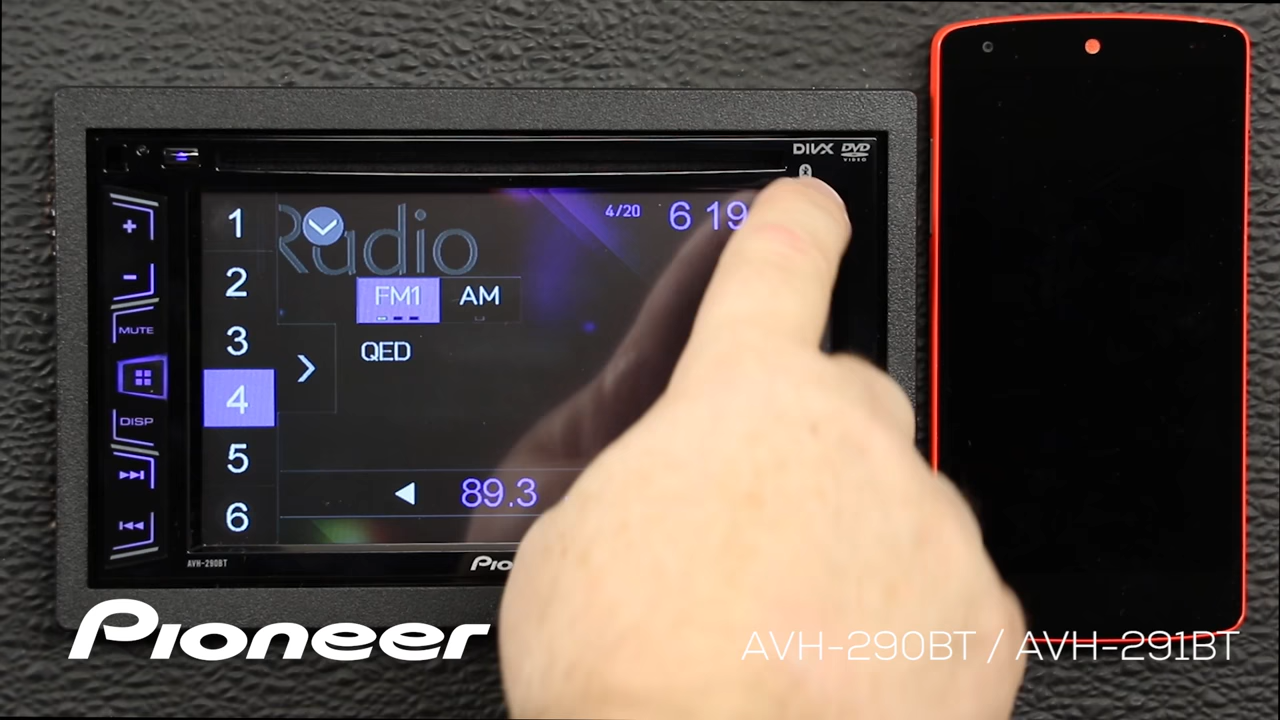 DIVX DVD
VIDEO
+
-
MUTE
DISP
1
2
3
4
5
6
Radio
4/20 6 19
FM1 AM
QED
89.3
AVH-290BT
Pioneer
AVH-290BT / AVH-291BT